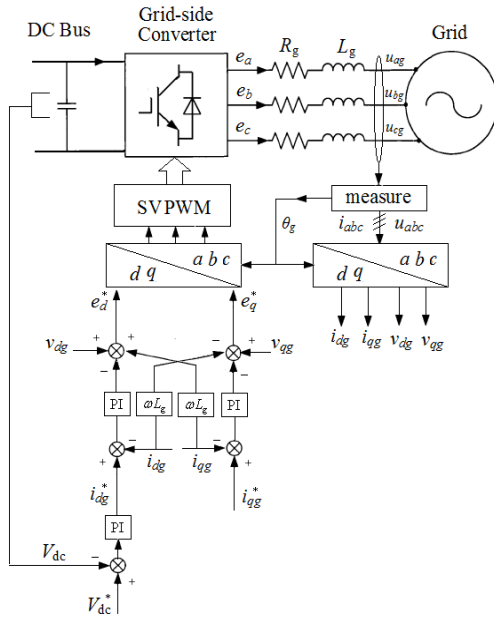 DC Bus
Grid-side
Converter
e_a
R_g
L_g
u_ag
Grid
e_b
u_bg
e_c
u_cg
SVPWM
measure
θ_g
i_abc
u_abc
a b c
d q
a b c
d q
e_d^*
e_q^*
i_dg
i_qg
v_dg
v_qg
v_dg
+
+
−
+
v_qg
−
−
PI
ωL_g
ωL_g
PI
−
−
+
i_dg
i_qg
+
i_dg^*
i_qg^*
PI
V_dc
−
+
V_dc^*